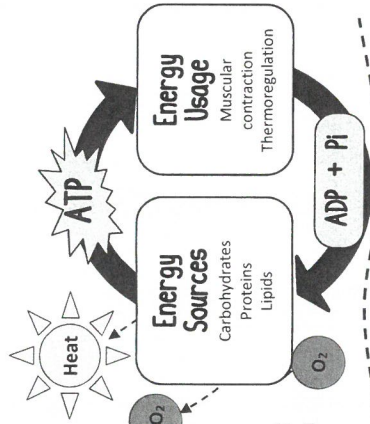 ATP
Heat
Energy
Sources
Carbohydrates
Proteins
Lipids
Energy
Usage
Muscular
contraction
Thermoregulation
O₂
O₂
ADP + Pi